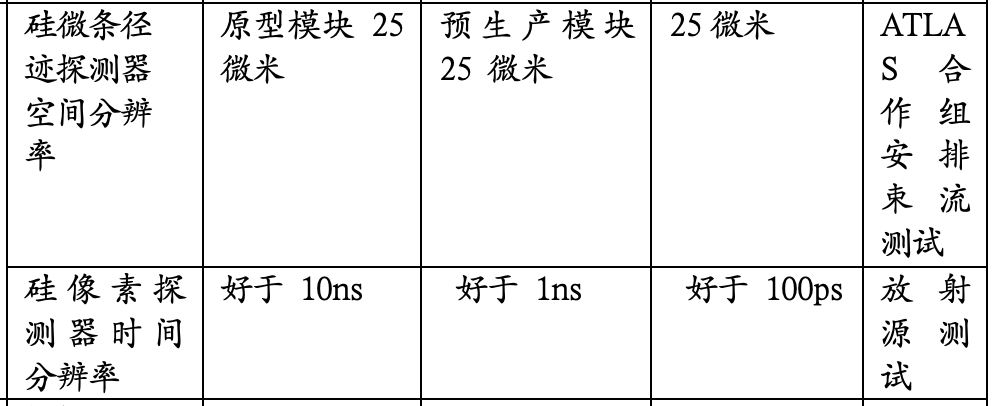 硅微条径
迹探测器
空间分辨
率
原型模块 25
微米
预生产模块
25 微米
25 微米
ATLA
S 合
作组
安排
束流
测试
硅像素探
测器时间
分辨率
好于 10ns
好于 1ns
好于 100ps
放射
源测
试